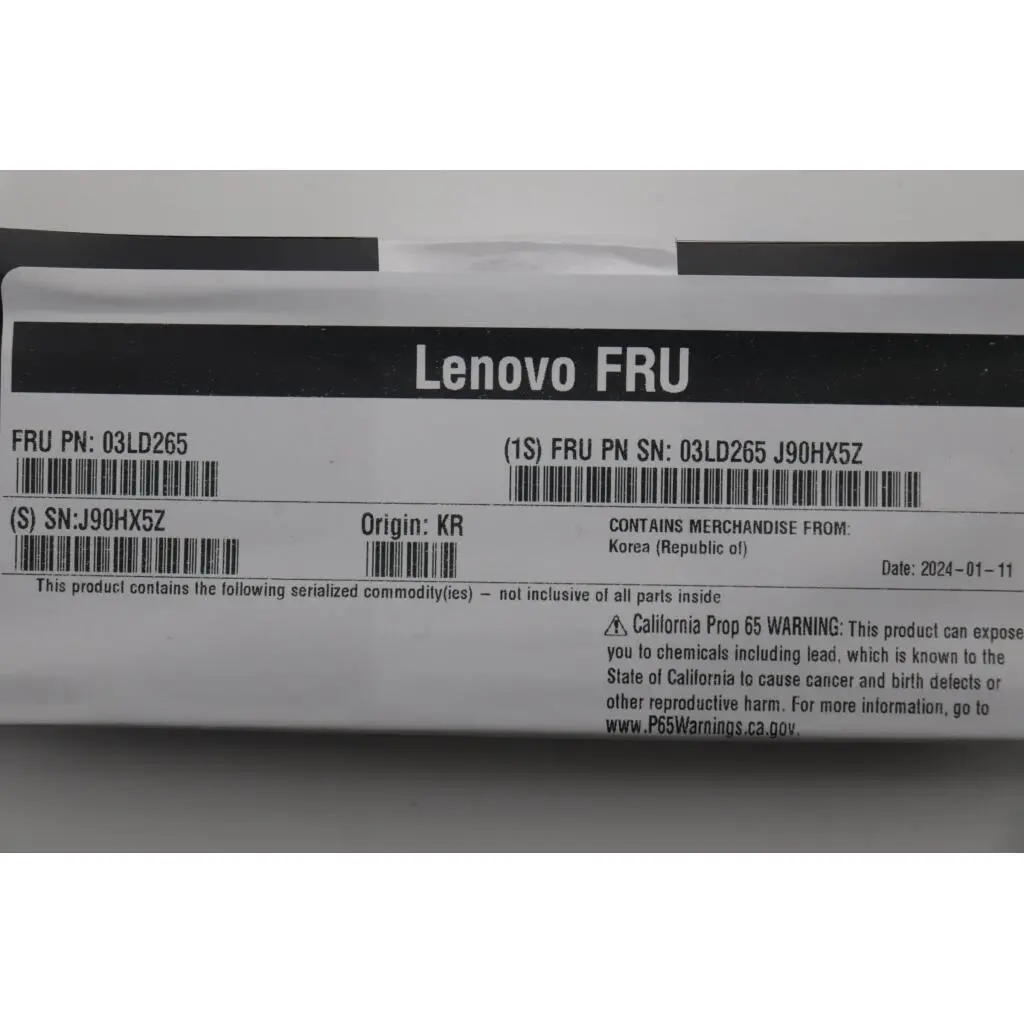 Lenovo FRU
FRU PN: 03LD265
(1S) FRU PN SN: 03LD265 J90HX5Z
(S) SN:J90HX5Z
Origin: KR
CONTAINS MERCHANDISE FROM:
Korea (Republic of)
Date: 2024-01-11
This product contains the following serialized commodity(ies) – not inclusive of all parts inside
⚠ California Prop 65 WARNING: This product can expose
you to chemicals including lead, which is known to the
State of California to cause cancer and birth defects or
other reproductive harm. For more information, go to
www.P65Warnings.ca.gov.